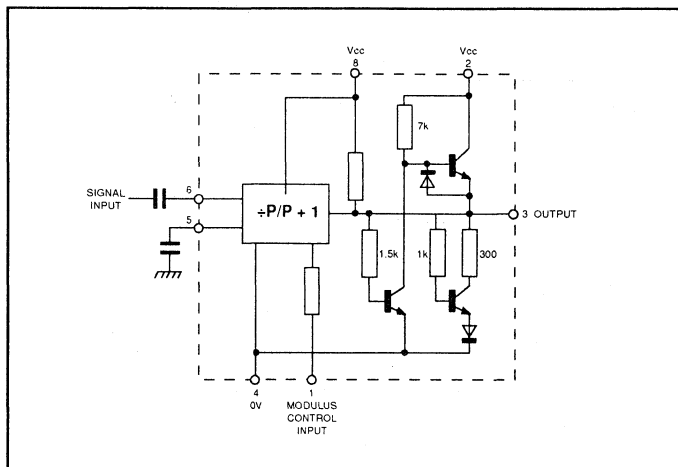 Vcc
8
Vcc
2
7k
SIGNAL
INPUT
6
5
÷P/P + 1
3 OUTPUT
1.5k
1k
300
4
0V
1
MODULUS
CONTROL
INPUT